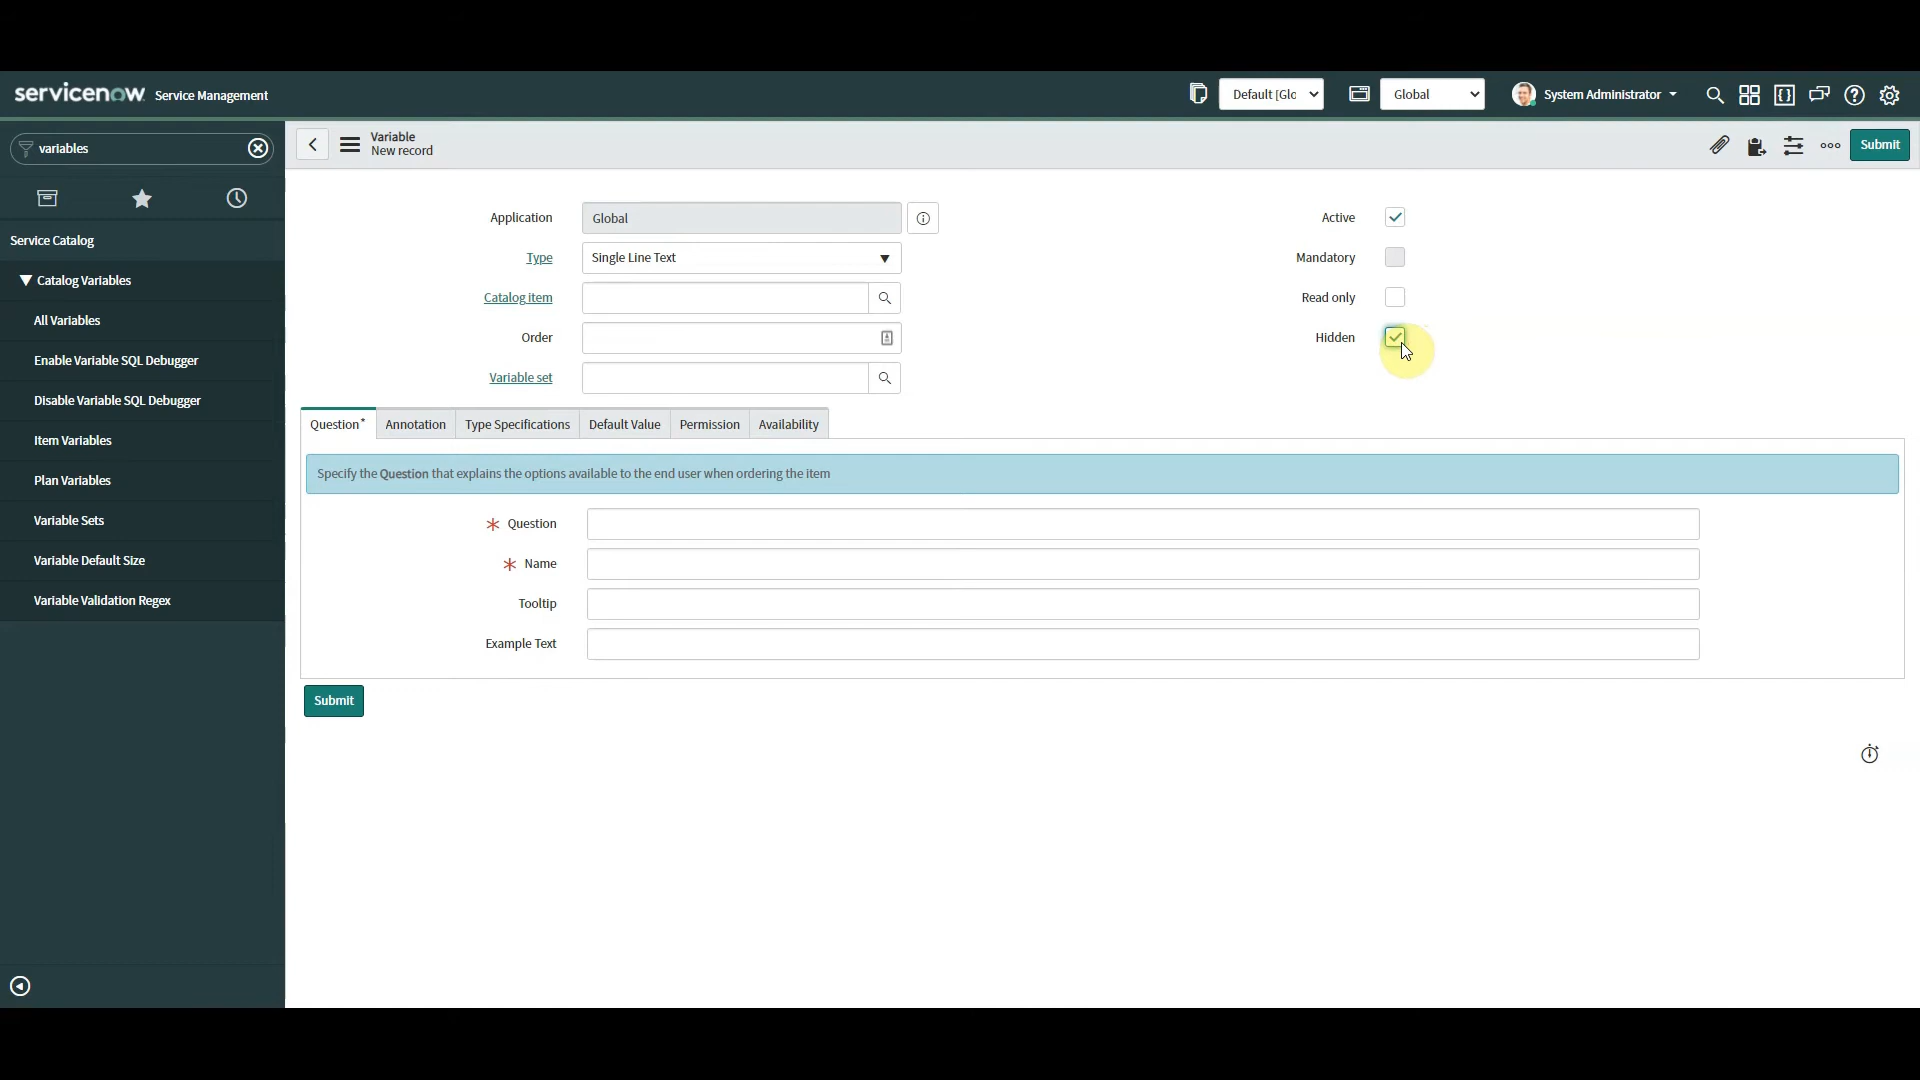 servicenow Service Management
Default [Glo
Global
System Administrator
variables
Variable
New record
Submit
Service Catalog
Catalog Variables
All Variables
Enable Variable SQL Debugger
Disable Variable SQL Debugger
Item Variables
Plan Variables
Variable Sets
Variable Default Size
Variable Validation Regex
Application
Global
Type
Single Line Text
Catalog item
Order
Variable set
Active
Mandatory
Read only
Hidden
Question*
Annotation
Type Specifications
Default Value
Permission
Availability
Specify the Question that explains the options available to the end user when ordering the item
Question
Name
Tooltip
Example Text
Submit